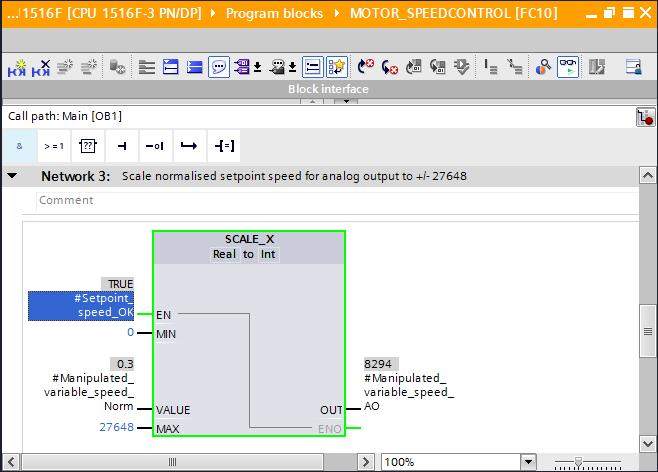 ...1516F [CPU 1516F-3 PN/DP] ▸ Program blocks ▸ MOTOR_SPEEDCONTROL [FC10]
Block interface
Call path: Main [OB1]
& >=1 [??] ⊣ -o| ↦ -[=]
Network 3: Scale normalised setpoint speed for analog output to +/- 27648
Comment
SCALE_X
Real to Int
TRUE
#Setpoint_
speed_OK
EN
0
MIN
0.3
#Manipulated_
variable_speed_
Norm
VALUE
27648
MAX
8294
#Manipulated_
variable_speed_
AO
OUT
ENO
100%